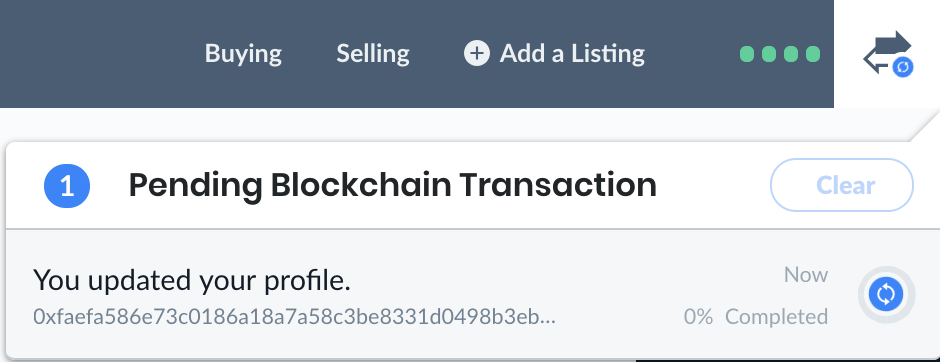 Buying Selling Add a Listing
1 Pending Blockchain Transaction Clear
You updated your profile. Now
0xfaefa586e73c0186a18a7a58c3be8331d0498b3eb... 0% Completed